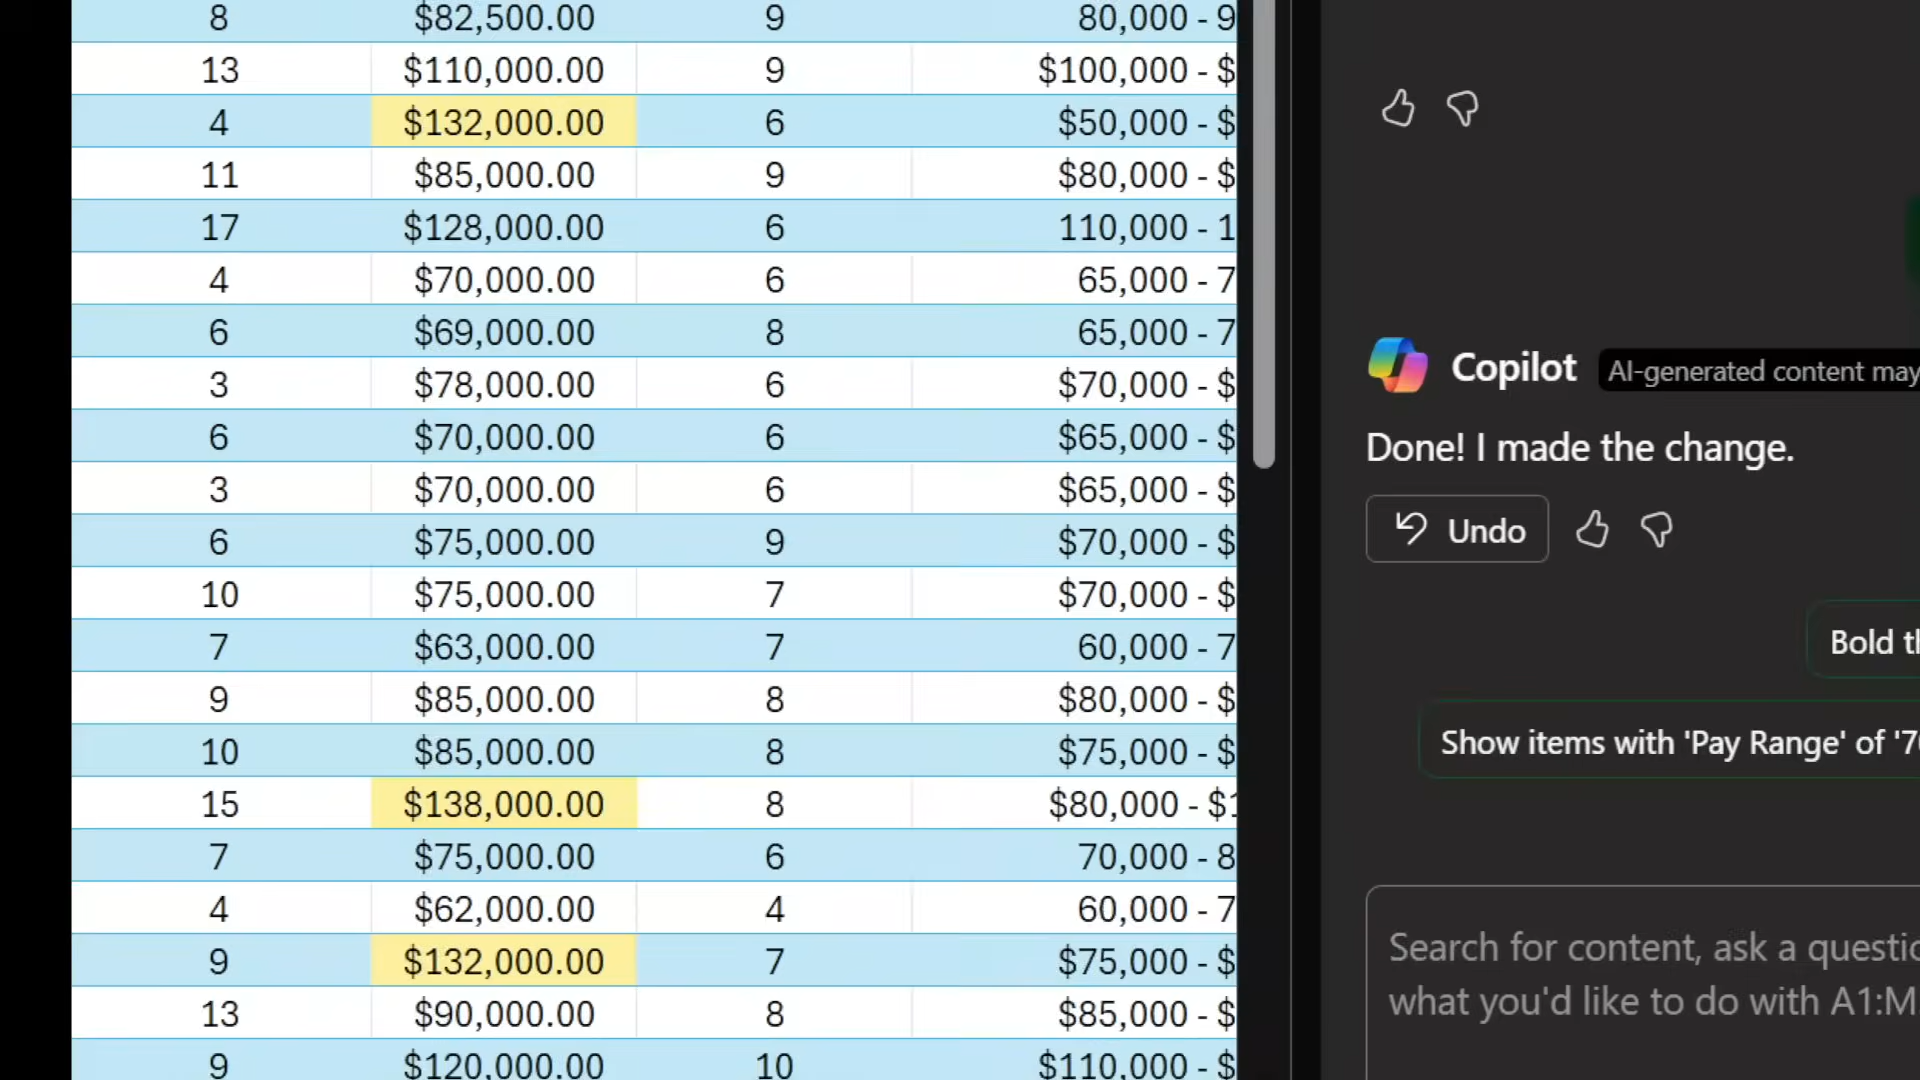 8 $82,500.00 9 80,000 - 9
13 $110,000.00 9 $100,000 - $
4 $132,000.00 6 $50,000 - $
11 $85,000.00 9 $80,000 - $
17 $128,000.00 6 110,000 - 1
4 $70,000.00 6 65,000 - 7
6 $69,000.00 8 65,000 - 7
3 $78,000.00 6 $70,000 - $
6 $70,000.00 6 $65,000 - $
3 $70,000.00 6 $65,000 - $
6 $75,000.00 9 $70,000 - $
10 $75,000.00 7 $70,000 - $
7 $63,000.00 7 60,000 - 7
9 $85,000.00 8 $80,000 - $
10 $85,000.00 8 $75,000 - $
15 $138,000.00 8 $80,000 - $1
7 $75,000.00 6 70,000 - 8
4 $62,000.00 4 60,000 - 7
9 $132,000.00 7 $75,000 - $
13 $90,000.00 8 $85,000 - $
9 $120,000.00 10 $110,000 - $
Copilot AI-generated content may
Done! I made the change.
Undo
Bold th
Show items with 'Pay Range' of '7
Search for content, ask a questio
what you'd like to do with A1:M